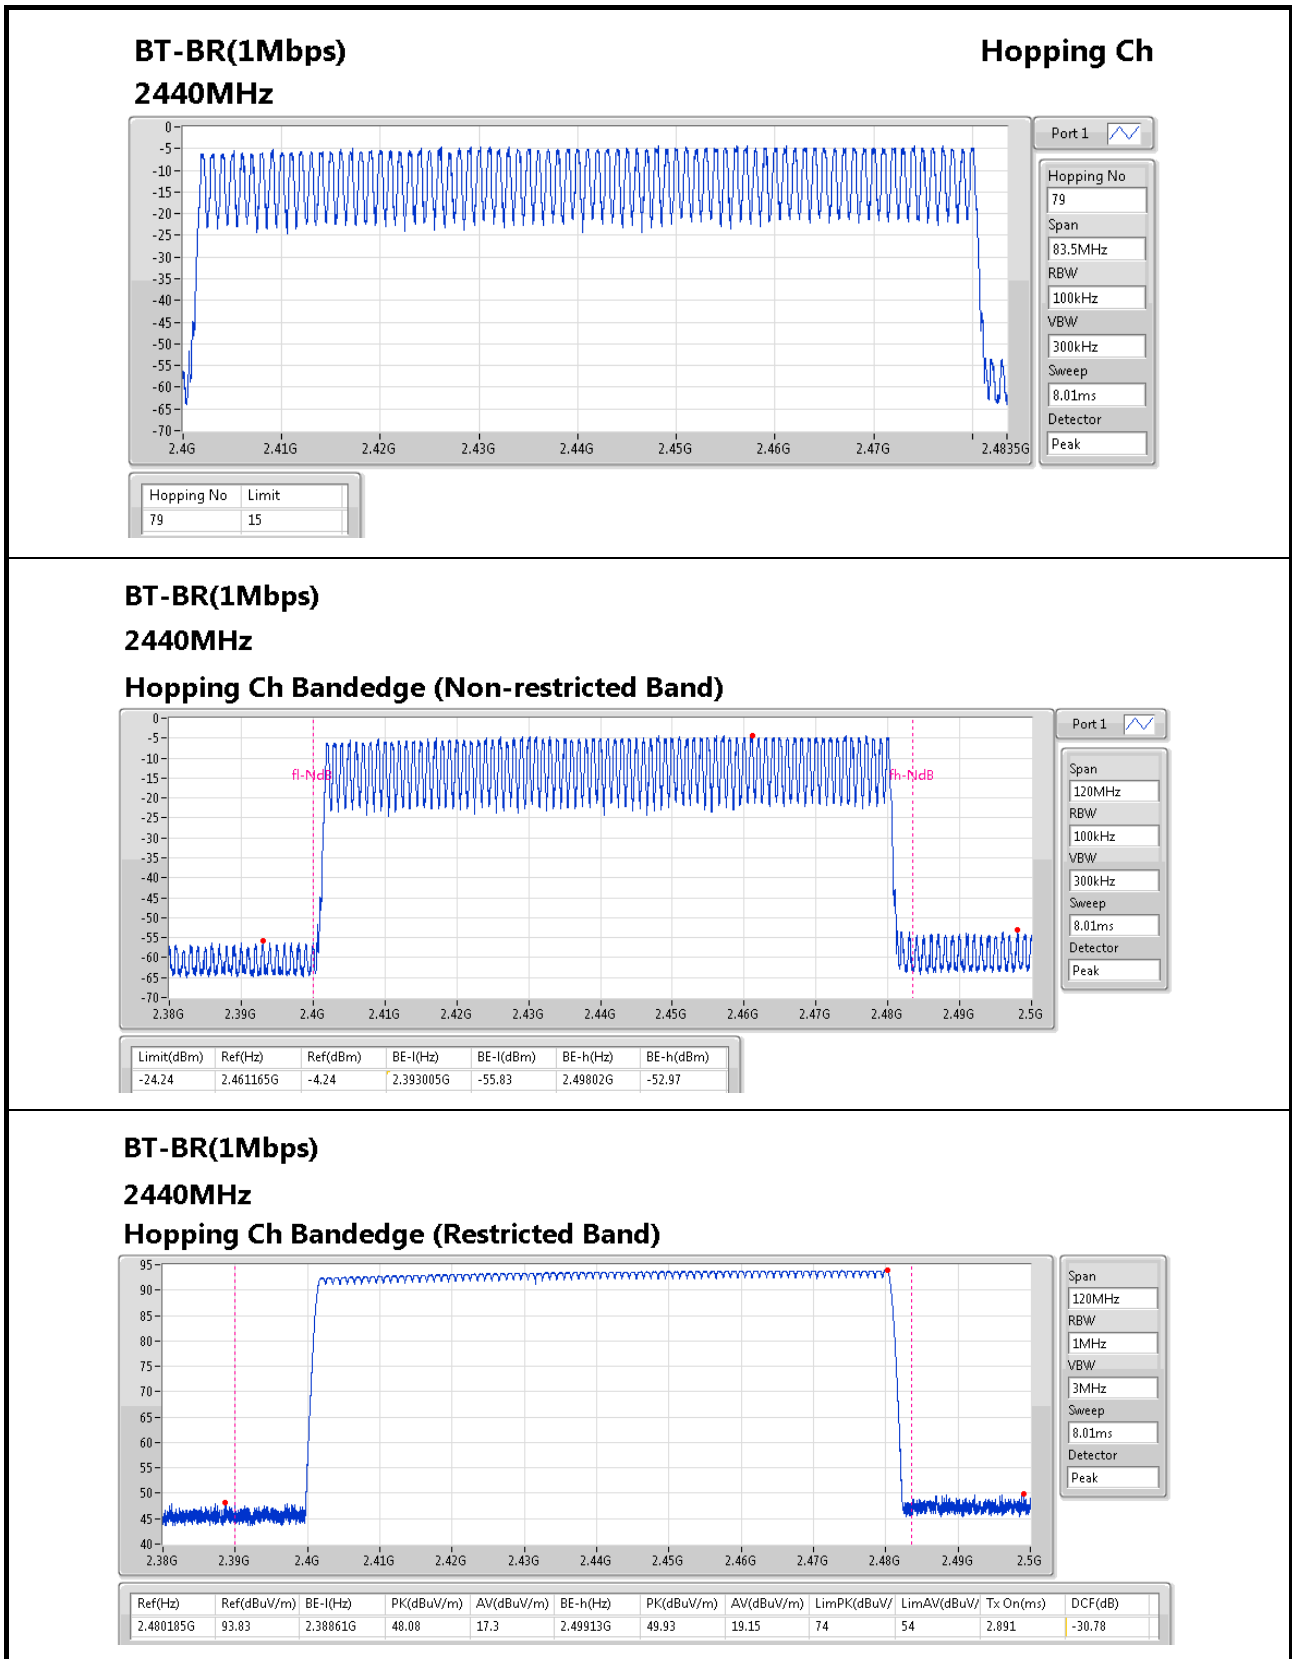 BT-BR(1Mbps) Hopping Ch
2440MHz
0
-5
-10
-15
-20
-25
-30
-35
-40
-45
-50
-55
-60
-65
-70
2.4G 2.41G 2.42G 2.43G 2.44G 2.45G 2.46G 2.47G 2.4835G
Port 1
Hopping No
79
Span
83.5MHz
RBW
100kHz
VBW
300kHz
Sweep
8.01ms
Detector
Peak
Hopping No Limit
79 15
BT-BR(1Mbps)
2440MHz
Hopping Ch Bandedge (Non-restricted Band)
0
-5
-10
-15
-20
-25
-30
-35
-40
-45
-50
-55
-60
-65
-70
fl-NdB fh-NdB
2.38G 2.39G 2.4G 2.41G 2.42G 2.43G 2.44G 2.45G 2.46G 2.47G 2.48G 2.49G 2.5G
Port 1
Span
120MHz
RBW
100kHz
VBW
300kHz
Sweep
8.01ms
Detector
Peak
Limit(dBm) Ref(Hz) Ref(dBm) BE-l(Hz) BE-l(dBm) BE-h(Hz) BE-h(dBm)
-24.24 2.461165G -4.24 2.393005G -55.83 2.49802G -52.97
BT-BR(1Mbps)
2440MHz
Hopping Ch Bandedge (Restricted Band)
95
90
85
80
75
70
65
60
55
50
45
40
2.38G 2.39G 2.4G 2.41G 2.42G 2.43G 2.44G 2.45G 2.46G 2.47G 2.48G 2.49G 2.5G
Span
120MHz
RBW
1MHz
VBW
3MHz
Sweep
8.01ms
Detector
Peak
Ref(Hz) Ref(dBuV/m) BE-l(Hz) PK(dBuV/m) AV(dBuV/m) BE-h(Hz) PK(dBuV/m) AV(dBuV/m) LimPK(dBuV/ LimAV(dBuV/ Tx On(ms) DCF(dB)
2.480185G 93.83 2.38861G 48.08 17.3 2.49913G 49.93 19.15 74 54 2.891 -30.78